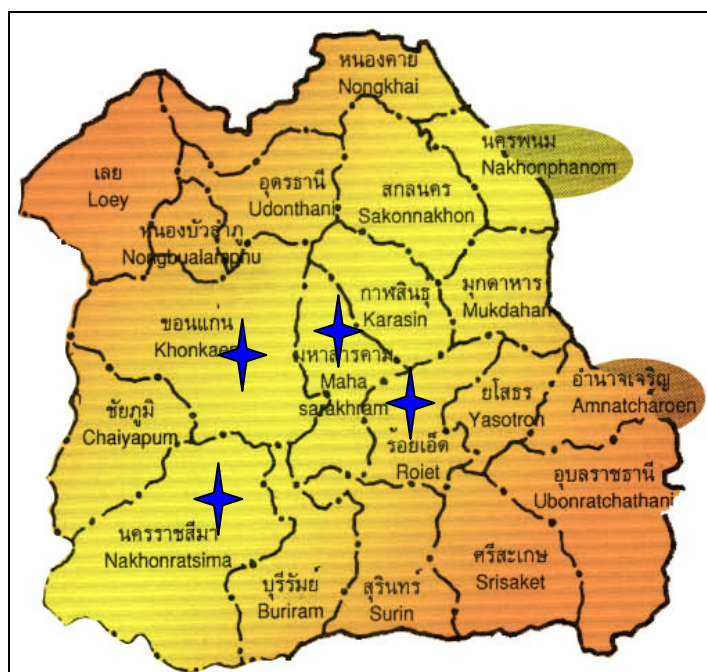 หนองคาย
Nongkhai
นครพนม
Nakhonphanom
เลย
Loey
อุดรธานี
Udonthani
สกลนคร
Sakonnakhon
หนองบัวลำภู
Nongbualamphu
กาฬสินธุ์
Karasin
มุกดาหาร
Mukdahan
ขอนแก่น
Khonkaen
มหาสารคาม
Maha
sarakhram
ชัยภูมิ
Chaiyapum
ร้อยเอ็ด
Roiet
ยโสธร
Yasotron
อำนาจเจริญ
Amnatcharoen
อุบลราชธานี
Ubonratchathani
นครราชสีมา
Nakhonratsima
บุรีรัมย์
Buriram
สุรินทร์
Surin
ศรีสะเกษ
Srisaket